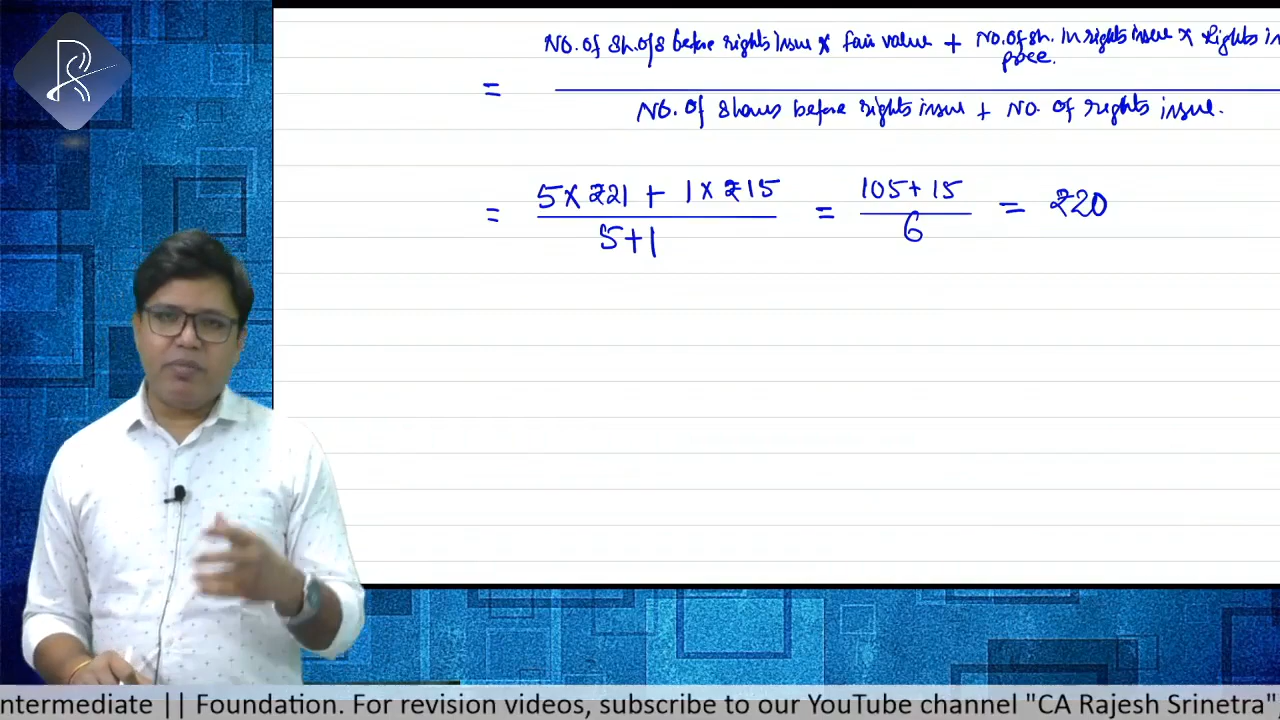 No. of sh. o/s before rights issue × fair value + No. of sh. in rights issue × rights
price.
=
No. of shares before rights issue + No. of rights issue.
= 5×₹21 + 1×₹15 / 5+1 = 105+15 / 6 = ₹20
ntermediate || Foundation. For revision videos, subscribe to our YouTube channel "CA Rajesh Srinetra",